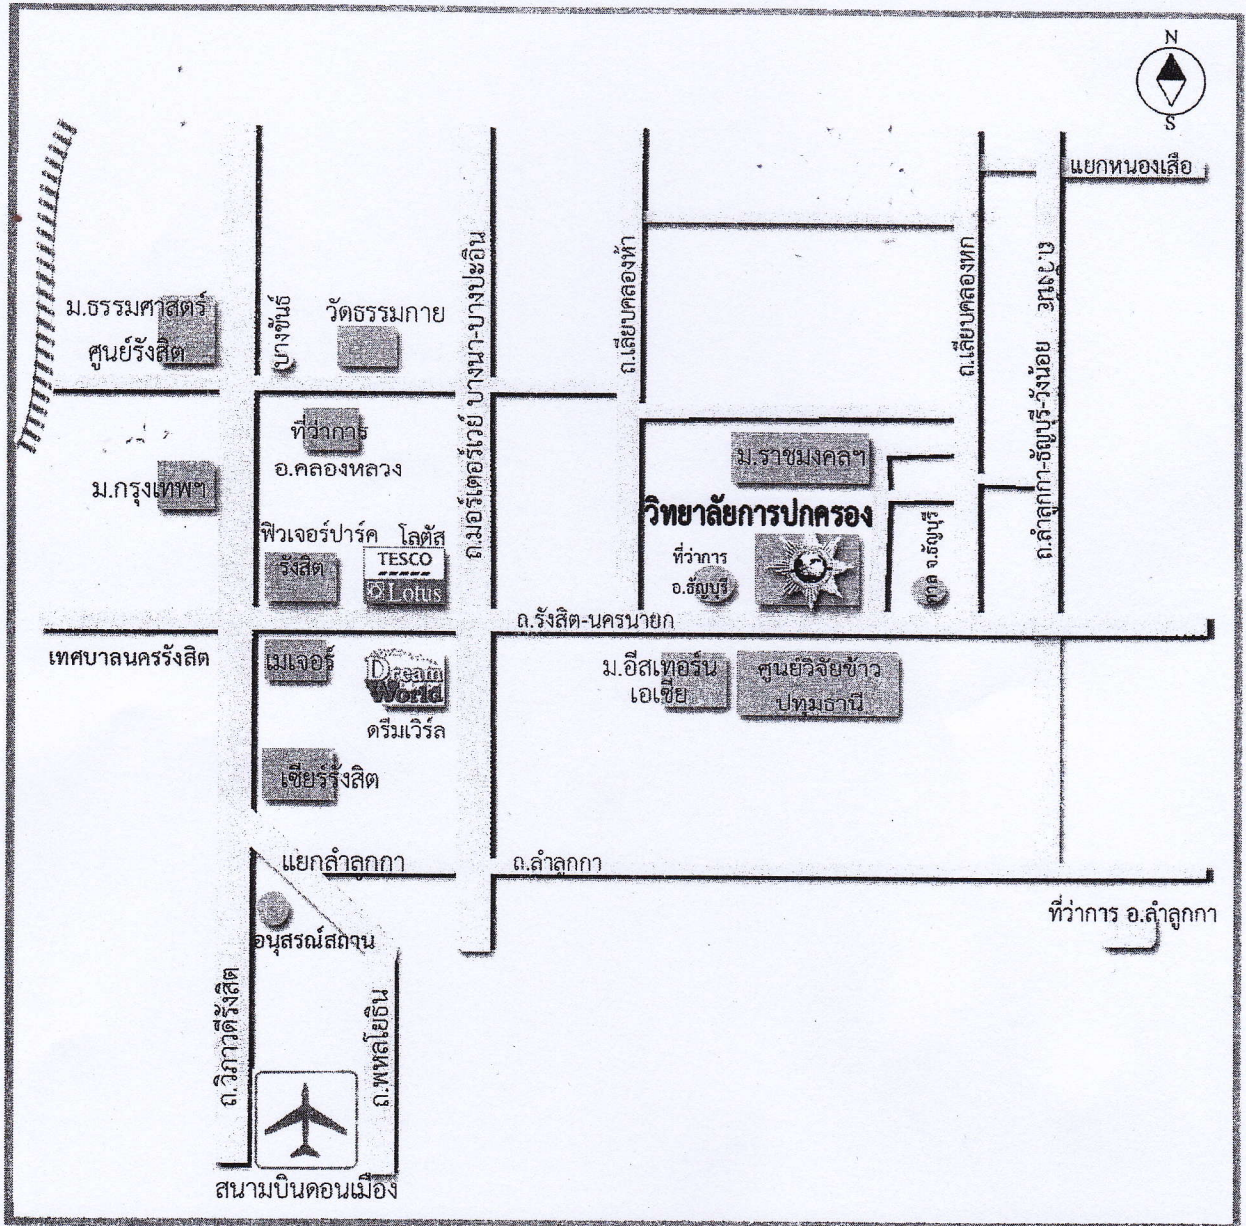 N
S
แยกหนองเสือ
ถ.มอร์เตอร์เวย์ บางนา-บางปะอิน
ถ.เลียบคลองห้า
ถ.เลียบคลองหก
ถ.ลำลูกกา-ธัญบุรี-วังน้อย
ม.ธรรมศาสตร์
ศูนย์รังสิต
บางขันธ์
วัดธรรมกาย
ที่ว่าการ
อ.คลองหลวง
ม.กรุงเทพฯ
ม.ราชมงคลฯ
วิทยาลัยการปกครอง
ฟิวเจอร์ปาร์ค
รังสิต
โลตัส
TESCO
Lotus
ที่ว่าการ
อ.ธัญบุรี
ศาล จ.ธัญบุรี
ถ.รังสิต-นครนายก
เทศบาลนครรังสิต
เมเจอร์
Dream
World
ดรีมเวิร์ล
ม.อีสเทอร์น
เอเซีย
ศูนย์วิจัยข้าว
ปทุมธานี
เซียร์รังสิต
แยกลำลูกกา
ถ.ลำลูกกา
ที่ว่าการ อ.ลำลูกกา
อนุสรณ์สถาน
ถ.วิภาวดีรังสิต
ถ.พหลโยธิน
สนามบินดอนเมือง